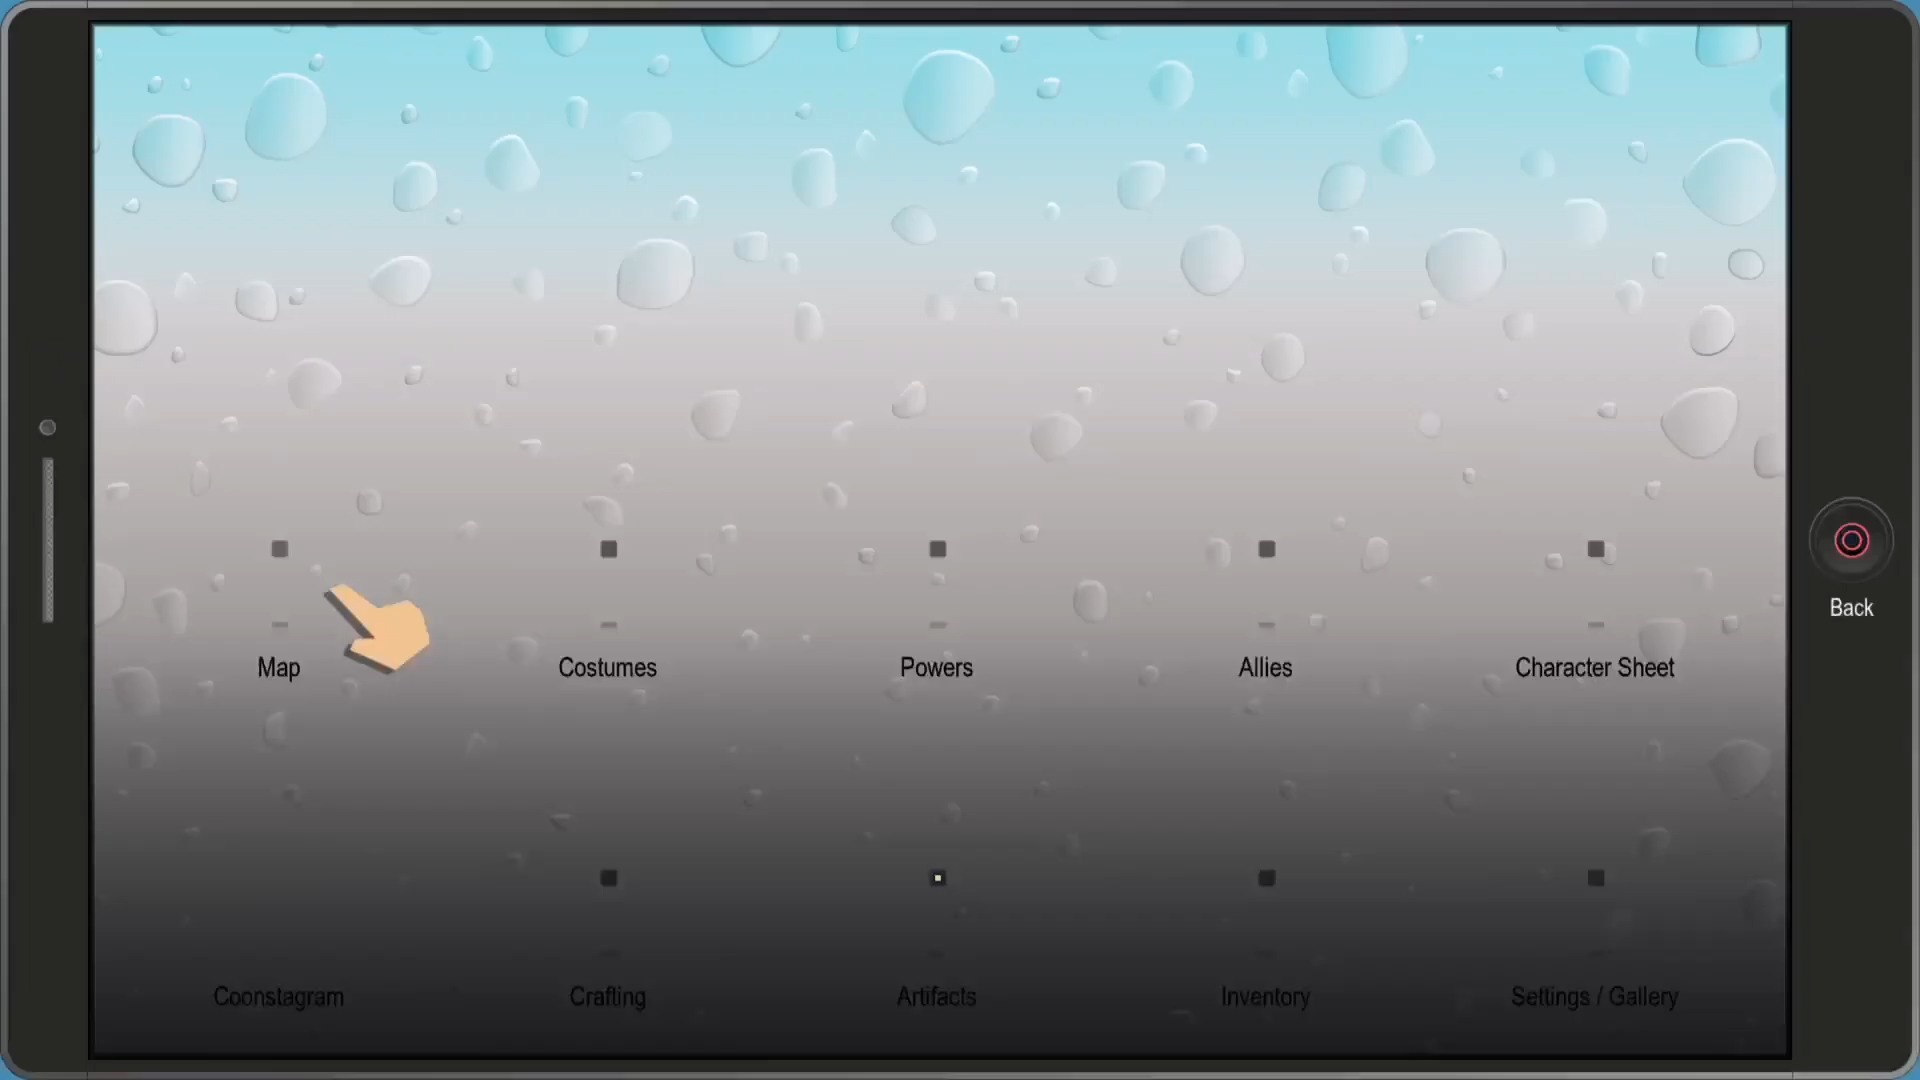 Back
Map
Costumes
Powers
Allies
Character Sheet
Coonstagram
Crafting
Artifacts
Inventory
Settings / Gallery